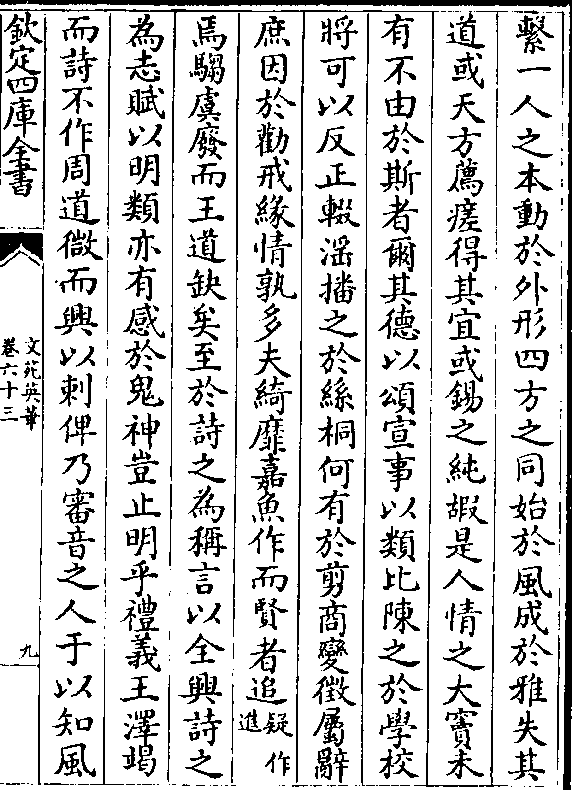 繫一人之本動於外形四方之同始於風成於雅失其
道或天方薦瘥得其宜或錫之純嘏是人情之大竇未
有不由於斯者爾其德以頌宣事以類比陳之於學校
將可以反正輟淫播之於絲桐何有於剪商變徵屬辭
庶因於勸戒緣情孰多夫綺靡嘉魚作而賢者追疑作進
焉騶虞廢而王道缺矣至於詩之為稱言以全興詩之
為志賦以明類亦有感於鬼神豈止明乎禮義王澤竭
而詩不作周道微而興以刺俾乃審音之人于以知風
欽定四庫全書
文苑英華
卷六十三
九